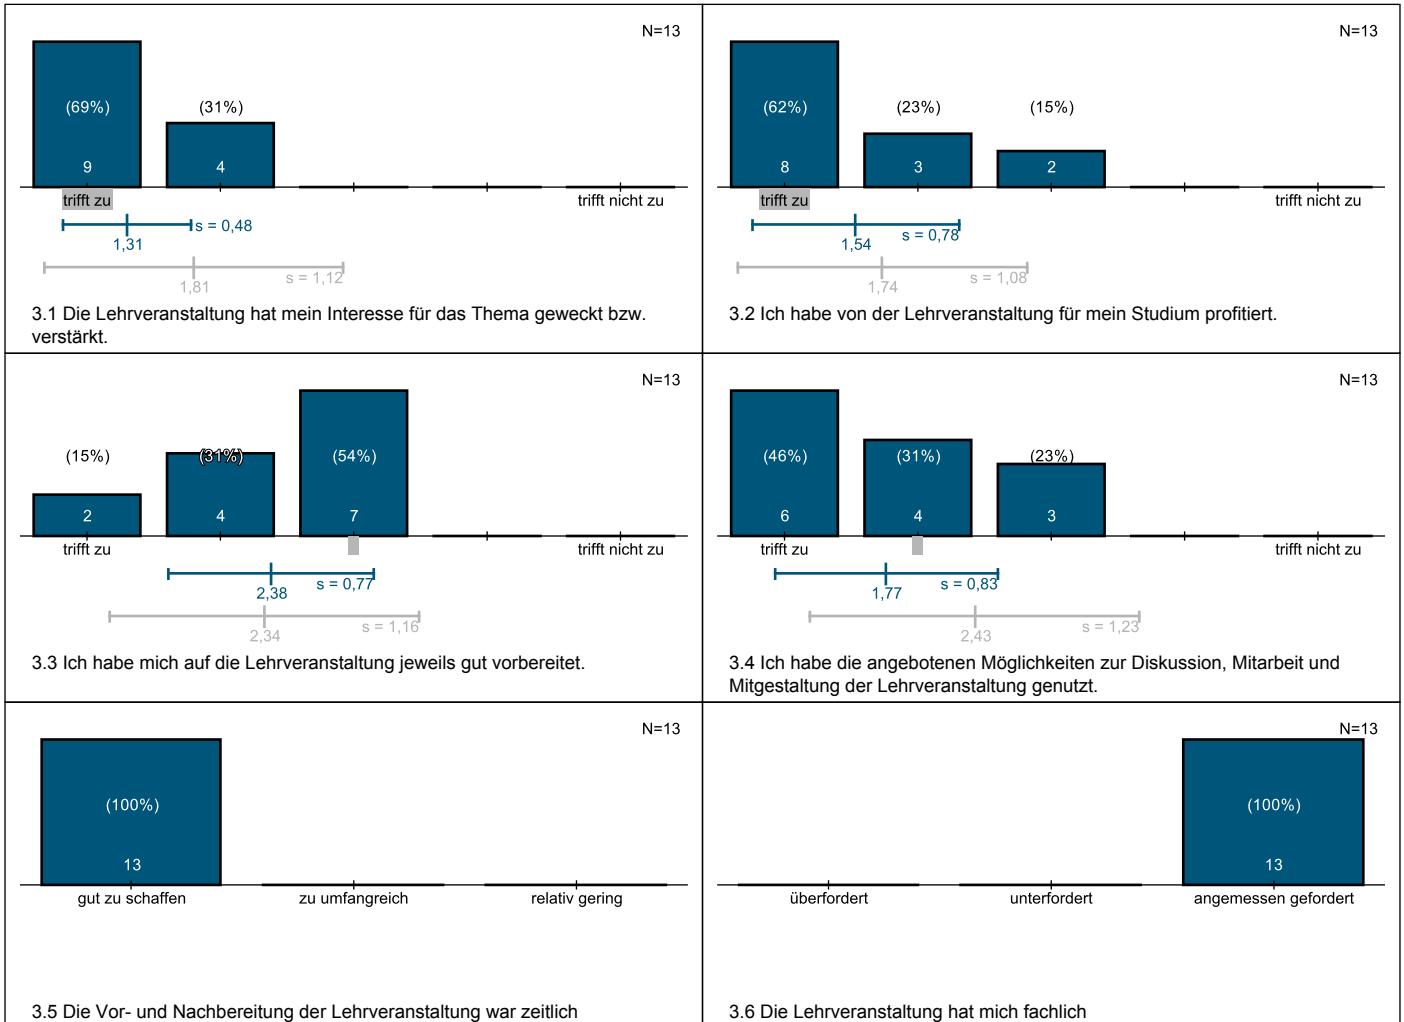 N=13
(69%)
(31%)
9
4
trifft zu
trifft nicht zu
s = 0,48
1,31
s = 1,12
1,81
3.1 Die Lehrveranstaltung hat mein Interesse für das Thema geweckt bzw.
verstärkt.
N=13
(62%)
(23%)
(15%)
8
3
2
trifft zu
trifft nicht zu
s = 0,78
1,54
s = 1,08
1,74
3.2 Ich habe von der Lehrveranstaltung für mein Studium profitiert.
N=13
(15%)
(31%)
(54%)
2
4
7
trifft zu
trifft nicht zu
s = 0,77
2,38
s = 1,16
2,34
3.3 Ich habe mich auf die Lehrveranstaltung jeweils gut vorbereitet.
N=13
(46%)
(31%)
(23%)
6
4
3
trifft zu
trifft nicht zu
s = 0,83
1,77
s = 1,23
2,43
3.4 Ich habe die angebotenen Möglichkeiten zur Diskussion, Mitarbeit und
Mitgestaltung der Lehrveranstaltung genutzt.
N=13
(100%)
13
gut zu schaffen
zu umfangreich
relativ gering
3.5 Die Vor- und Nachbereitung der Lehrveranstaltung war zeitlich
N=13
(100%)
13
überfordert
unterfordert
angemessen gefordert
3.6 Die Lehrveranstaltung hat mich fachlich